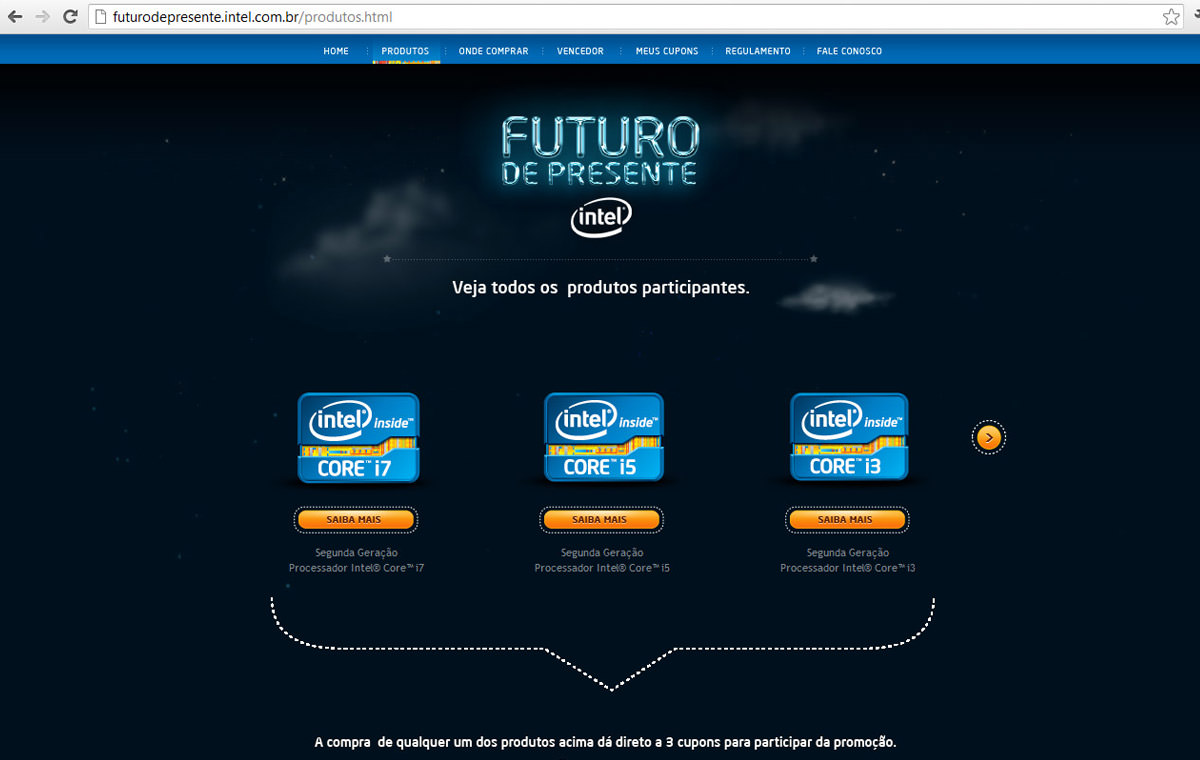 futurodepresente.intel.com.br/produtos.html
HOME PRODUTOS ONDE COMPRAR VENCEDOR MEUS CUPONS REGULAMENTO FALE CONOSCO
FUTURO
DE PRESENTE
intel
Veja todos os produtos participantes.
intel inside™
CORE™ i7
intel inside™
CORE™ i5
intel inside™
CORE™ i3
SAIBA MAIS
SAIBA MAIS
SAIBA MAIS
Segunda Geração
Processador Intel® Core™ i7
Segunda Geração
Processador Intel® Core™ i5
Segunda Geração
Processador Intel® Core™ i3
A compra de qualquer um dos produtos acima dá direto a 3 cupons para participar da promoção.